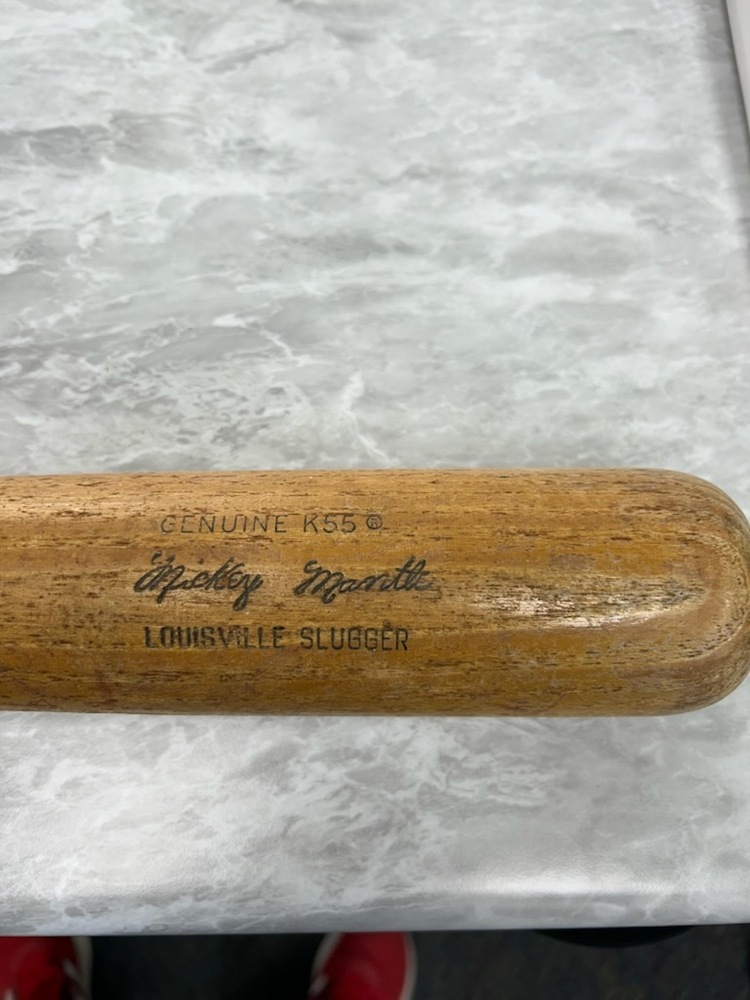 GENUINE K55®
Mickey Mantle
LOUISVILLE SLUGGER